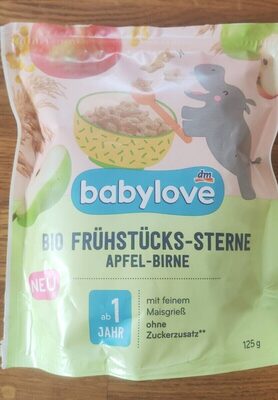 dm
babylove
BIO FRÜHSTÜCKS-STERNE
APFEL-BIRNE
NEU
ab 1
JAHR
mit feinem
Maisgrieß
ohne
Zuckerzusatz**
125 g